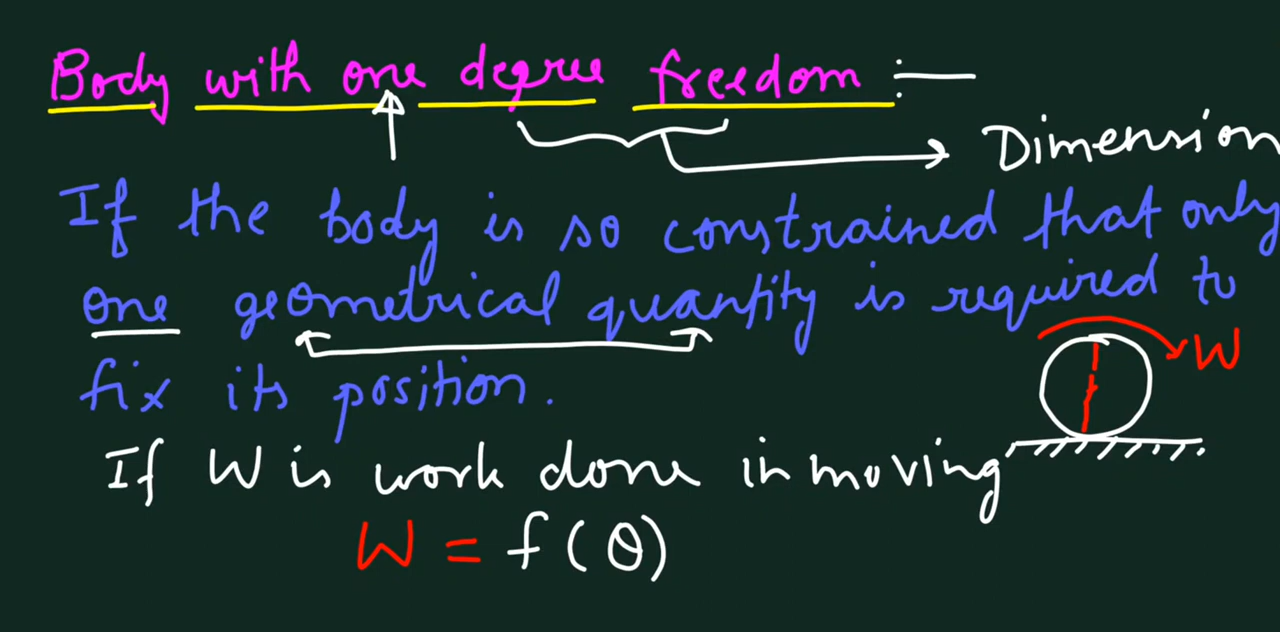 Body with one degree freedom :—
Dimension
If the body is so constrained that only
one geometrical quantity is required to
fix its position.
W
If W is work done in moving
W = f(θ)